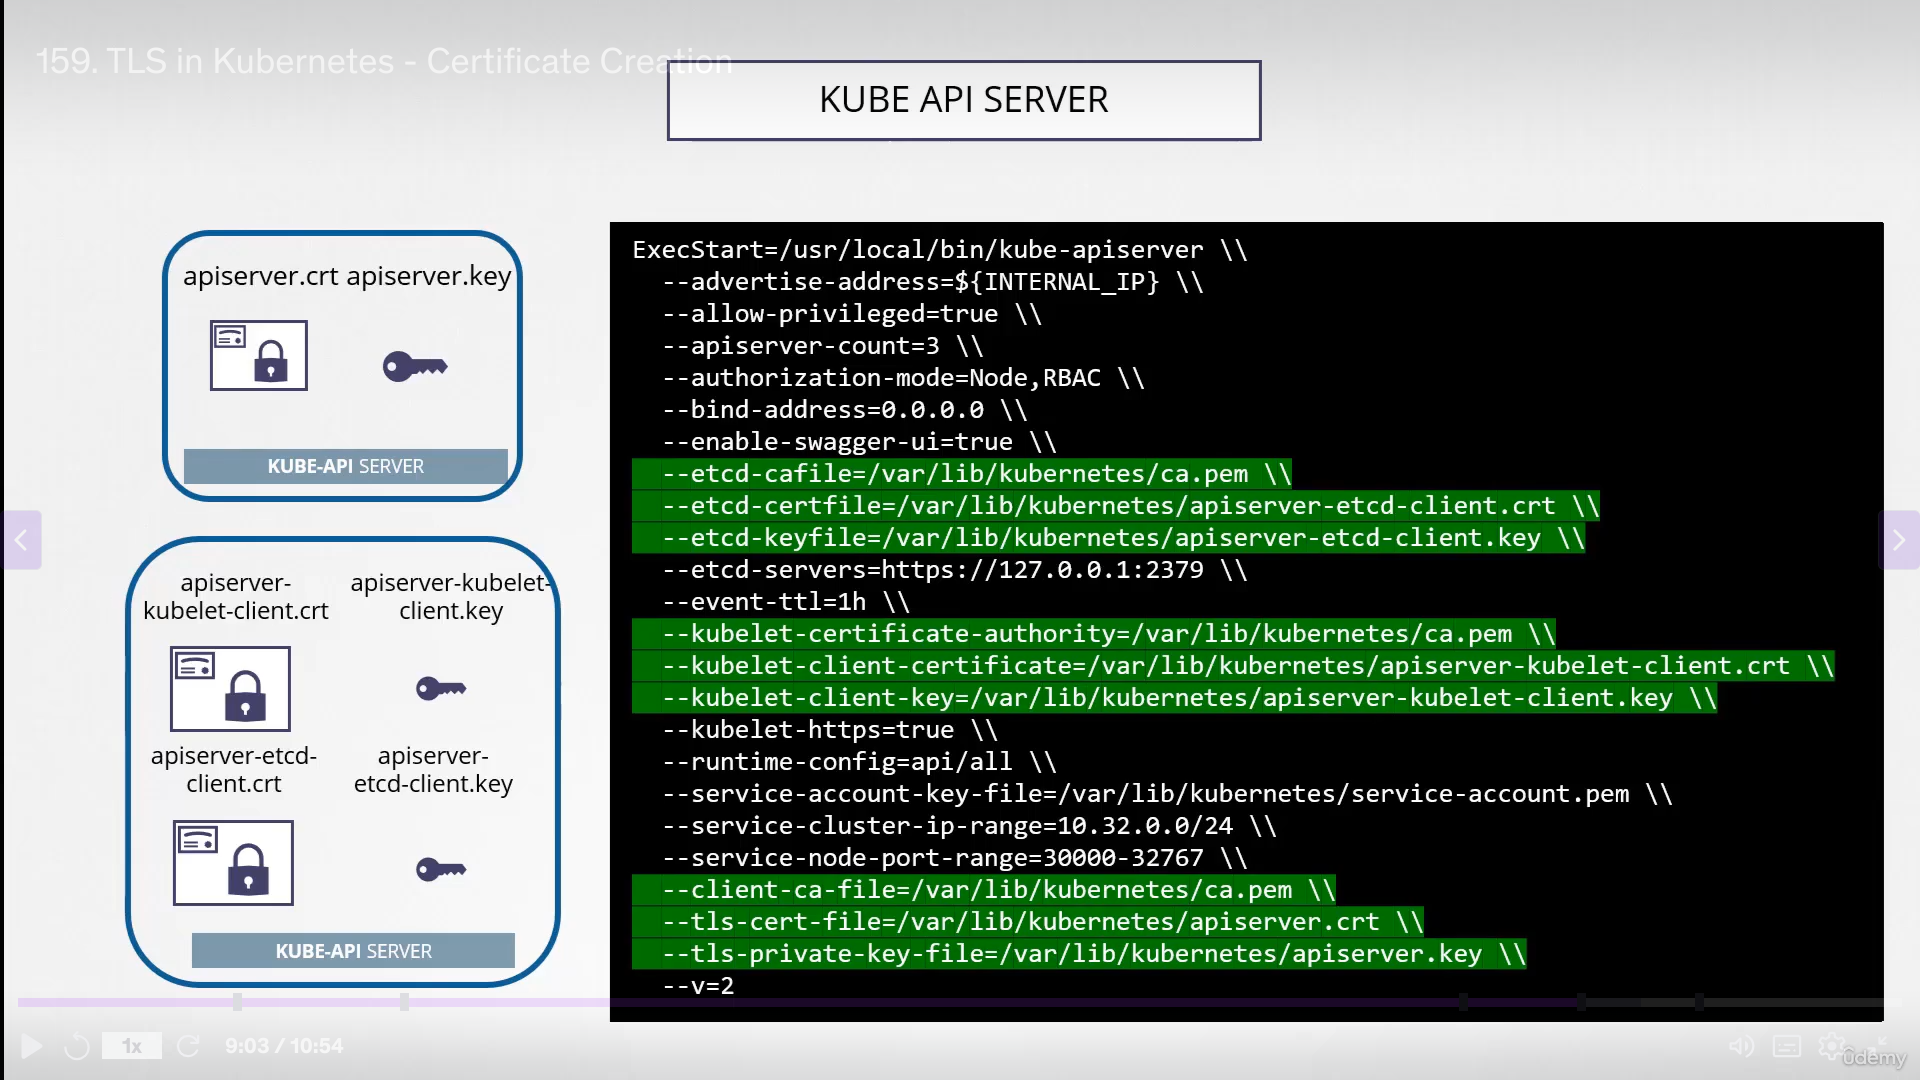 159. TLS in Kubernetes - Certificate Creation
KUBE API SERVER
apiserver.crt apiserver.key
KUBE-API SERVER
apiserver-
kubelet-client.crt
apiserver-kubelet-
client.key
apiserver-etcd-
client.crt
apiserver-
etcd-client.key
KUBE-API SERVER
ExecStart=/usr/local/bin/kube-apiserver \\
--advertise-address=${INTERNAL_IP} \\
--allow-privileged=true \\
--apiserver-count=3 \\
--authorization-mode=Node,RBAC \\
--bind-address=0.0.0.0 \\
--enable-swagger-ui=true \\
--etcd-cafile=/var/lib/kubernetes/ca.pem \\
--etcd-certfile=/var/lib/kubernetes/apiserver-etcd-client.crt \\
--etcd-keyfile=/var/lib/kubernetes/apiserver-etcd-client.key \\
--etcd-servers=https://127.0.0.1:2379 \\
--event-ttl=1h \\
--kubelet-certificate-authority=/var/lib/kubernetes/ca.pem \\
--kubelet-client-certificate=/var/lib/kubernetes/apiserver-kubelet-client.crt \\
--kubelet-client-key=/var/lib/kubernetes/apiserver-kubelet-client.key \\
--kubelet-https=true \\
--runtime-config=api/all \\
--service-account-key-file=/var/lib/kubernetes/service-account.pem \\
--service-cluster-ip-range=10.32.0.0/24 \\
--service-node-port-range=30000-32767 \\
--client-ca-file=/var/lib/kubernetes/ca.pem \\
--tls-cert-file=/var/lib/kubernetes/apiserver.crt \\
--tls-private-key-file=/var/lib/kubernetes/apiserver.key \\
--v=2
1x
9:03 / 10:54
ûdemy